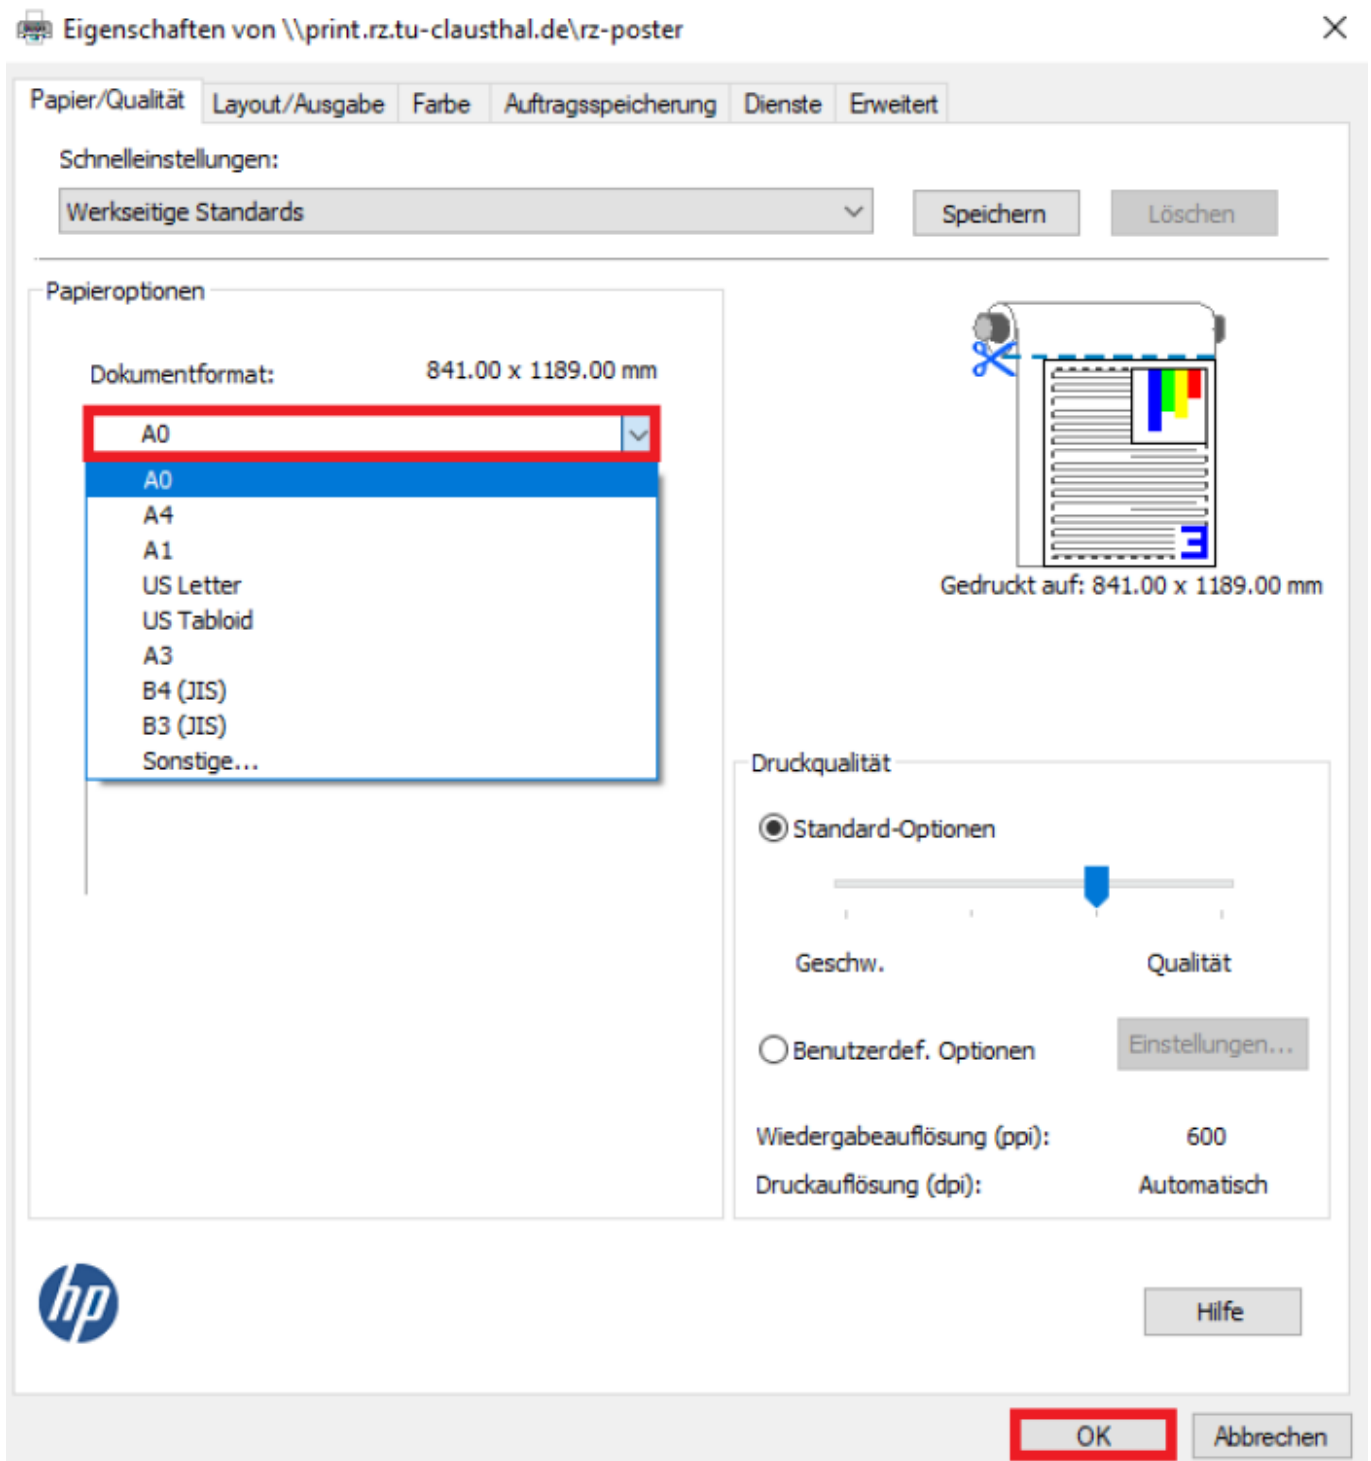 Eigenschaften von \\print.rz.tu-clausthal.de\rz-poster
Papier/Qualität Layout/Ausgabe Farbe Auftragsspeicherung Dienste Erweitert
Schnelleinstellungen:
Werkseitige Standards Speichern Löschen
Papieroptionen
Dokumentformat: 841.00 x 1189.00 mm
A0
A0
A4
A1
US Letter
US Tabloid
A3
B4 (JIS)
B3 (JIS)
Sonstige...
3
Gedruckt auf: 841.00 x 1189.00 mm
Druckqualität
Standard-Optionen
Geschw. Qualität
Benutzerdef. Optionen Einstellungen...
Wiedergabeauflösung (ppi): 600
Druckauflösung (dpi): Automatisch
hp
Hilfe
OK Abbrechen